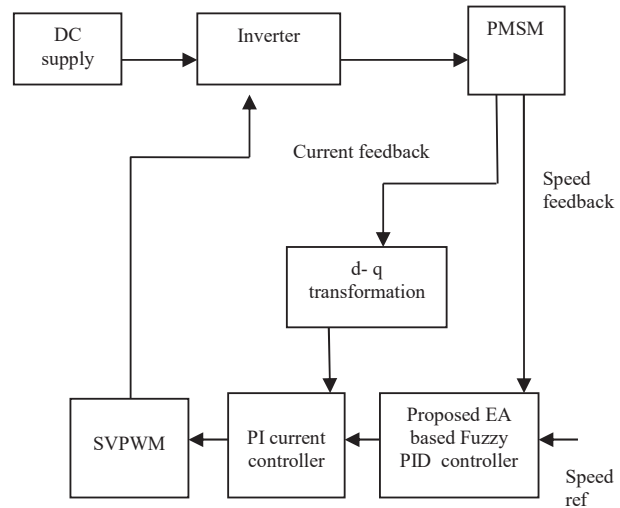 DC
supply
Inverter
PMSM
Current feedback
Speed
feedback
d- q
transformation
SVPWM
PI current
controller
Proposed EA
based Fuzzy
PID controller
Speed
ref